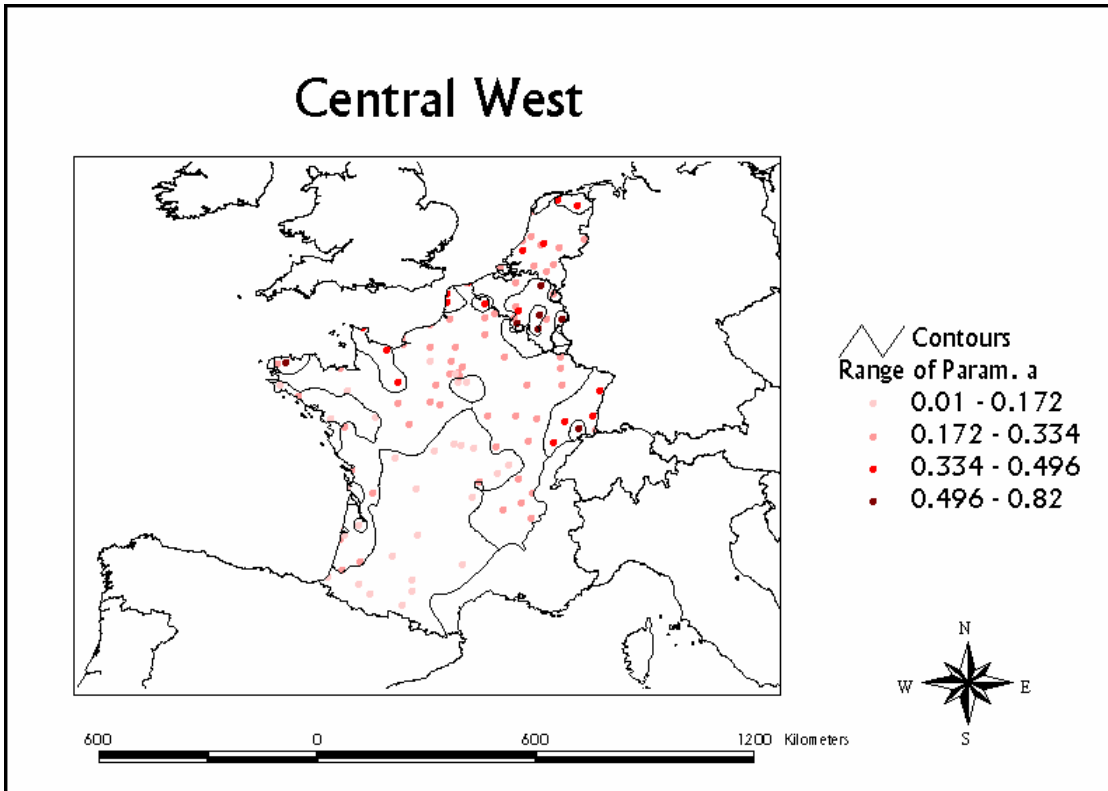 Central West
Contours
Range of Param. a
0.01 - 0.172
0.172 - 0.334
0.334 - 0.496
0.496 - 0.82
N
W E
S
600 0 600 1200 Kilometers